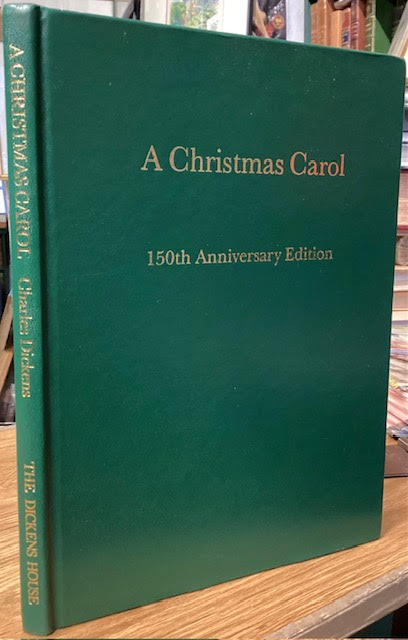 A CHRISTMAS CAROL Charles Dickens THE DICKENS HOUSE
A Christmas Carol
150th Anniversary Edition